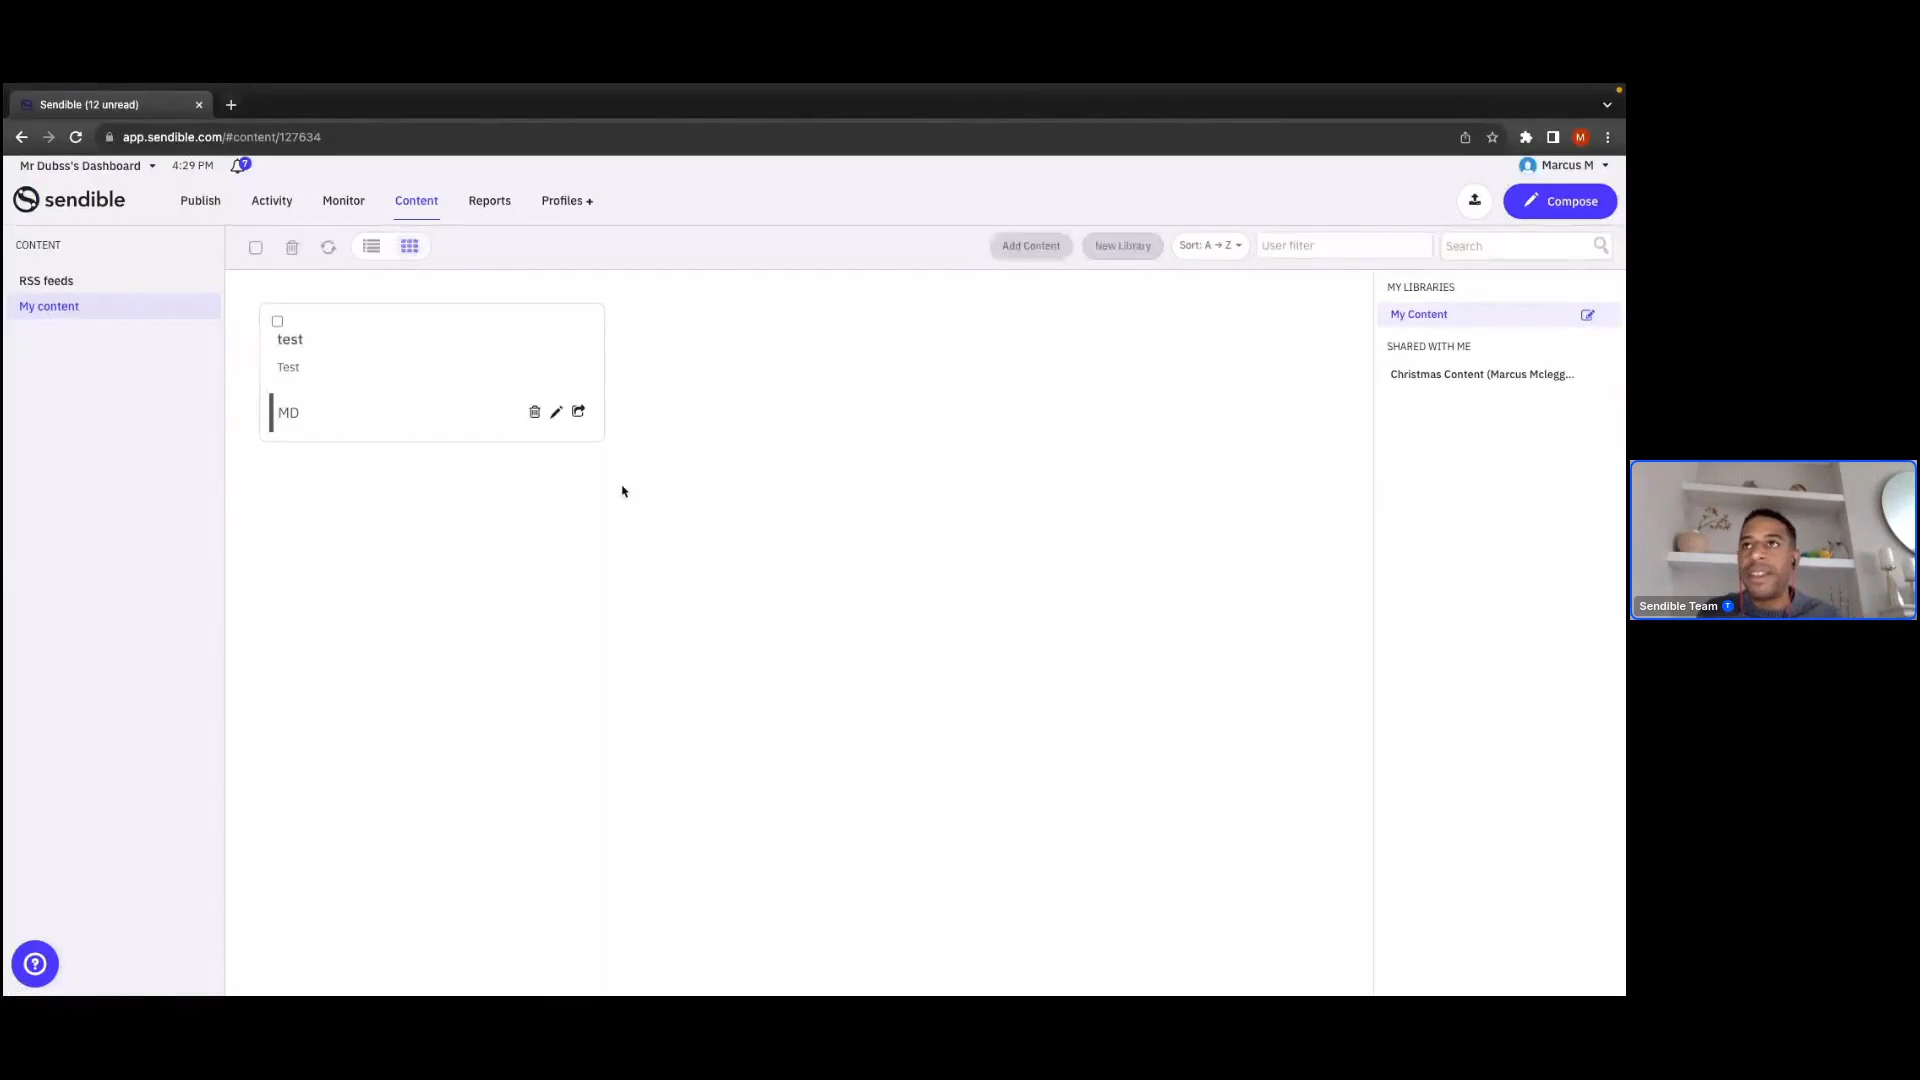 Sendible (12 unread)
app.sendible.com/#content/127634
M
Mr Dubss's Dashboard 4:29 PM 7
Marcus M
sendible
Publish Activity Monitor Content Reports Profiles +
Compose
CONTENT
RSS feeds
My content
Add Content New Library Sort: A → Z User filter Search
test
Test
MD
MY LIBRARIES
My Content
SHARED WITH ME
Christmas Content (Marcus Mclegg...
Sendible Team T
?